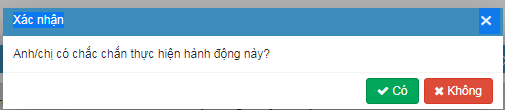 Xác nhận
Anh/chị có chắc chắn thực hiện hành động này?
Có
Không